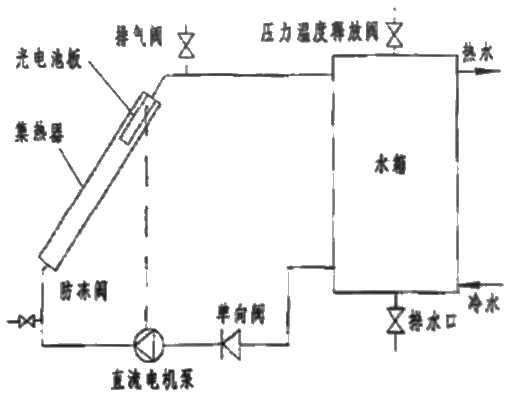 排气阀
压力温度释放阀
热水
光电池板
集热器
水箱
防冻阀
单向阀
冷水
排水口
直流电机泵